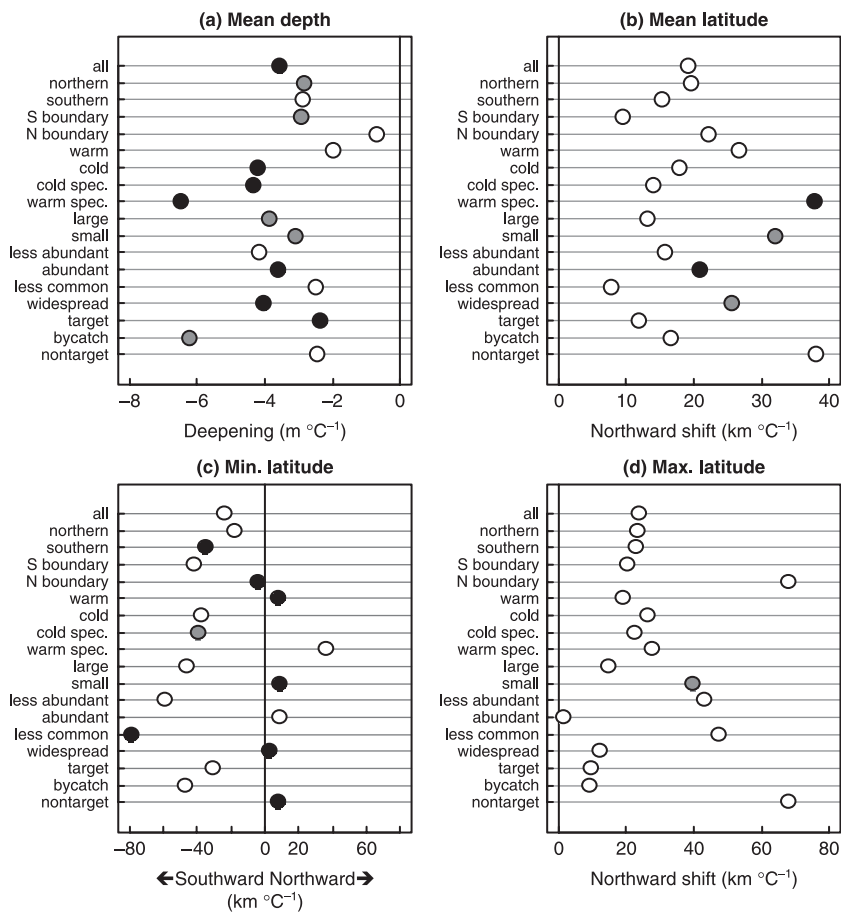 (a) Mean depth
all
northern
southern
S boundary
N boundary
warm
cold
cold spec.
warm spec.
large
small
less abundant
abundant
less common
widespread
target
bycatch
nontarget
−8 −6 −4 −2 0
Deepening (m °C⁻¹)
(b) Mean latitude
all
northern
southern
S boundary
N boundary
warm
cold
cold spec.
warm spec.
large
small
less abundant
abundant
less common
widespread
target
bycatch
nontarget
0 10 20 30 40
Northward shift (km °C⁻¹)
(c) Min. latitude
all
northern
southern
S boundary
N boundary
warm
cold
cold spec.
warm spec.
large
small
less abundant
abundant
less common
widespread
target
bycatch
nontarget
−80 −40 0 20 60
←Southward Northward→
(km °C⁻¹)
(d) Max. latitude
all
northern
southern
S boundary
N boundary
warm
cold
cold spec.
warm spec.
large
small
less abundant
abundant
less common
widespread
target
bycatch
nontarget
0 20 40 60 80
Northward shift (km °C⁻¹)